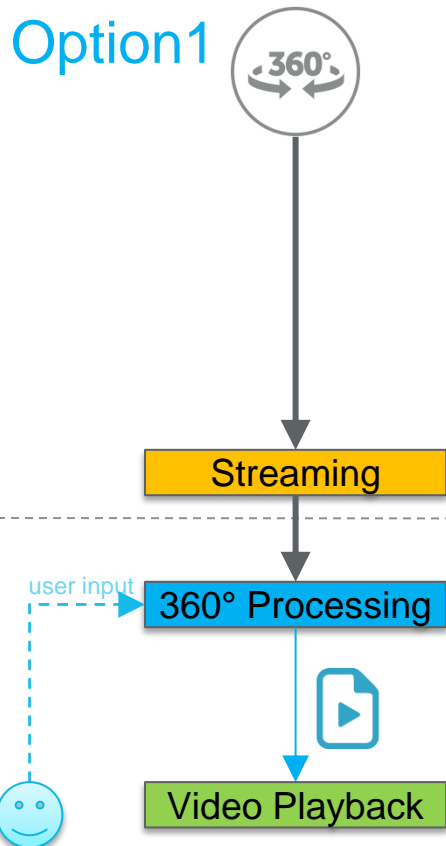 Option1
360°
Streaming
user input
360° Processing
Video Playback